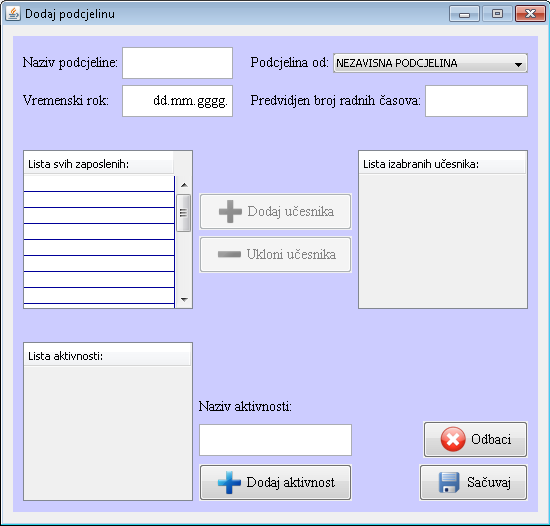 Dodaj podcjelinu
Naziv podcjeline:
Podcjelina od: NEZAVISNA PODCJELINA
Vremenski rok: dd.mm.gggg.
Predvidjen broj radnih časova:
Lista svih zaposlenih:
Lista izabranih učesnika:
Dodaj učesnika
Ukloni učesnika
Lista aktivnosti:
Naziv aktivnosti:
Odbaci
Dodaj aktivnost
Sačuvaj